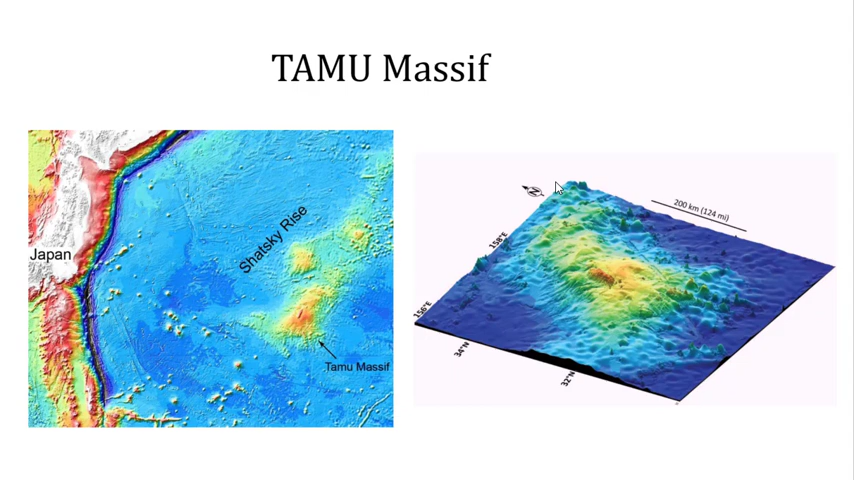 TAMU Massif
Shatsky Rise
Japan
Tamu Massif
N
200 km (124 mi)
158°E
156°E
34°N
32°N